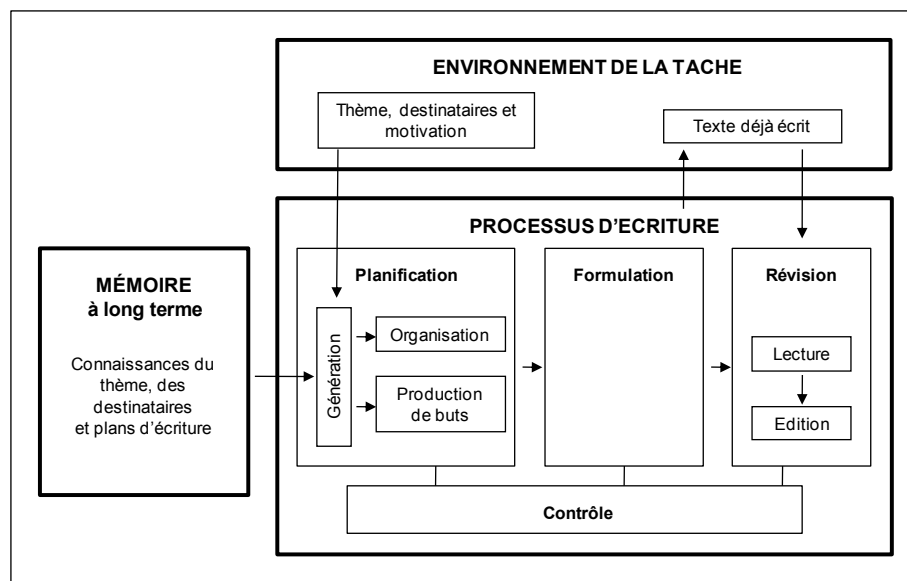 ENVIRONNEMENT DE LA TACHE
Thème, destinataires et
motivation
Texte déjà écrit
PROCESSUS D'ECRITURE
MÉMOIRE
à long terme
Connaissances du
thème, des
destinataires
et plans d'écriture
Planification
Génération
Organisation
Production
de buts
Formulation
Révision
Lecture
Edition
Contrôle